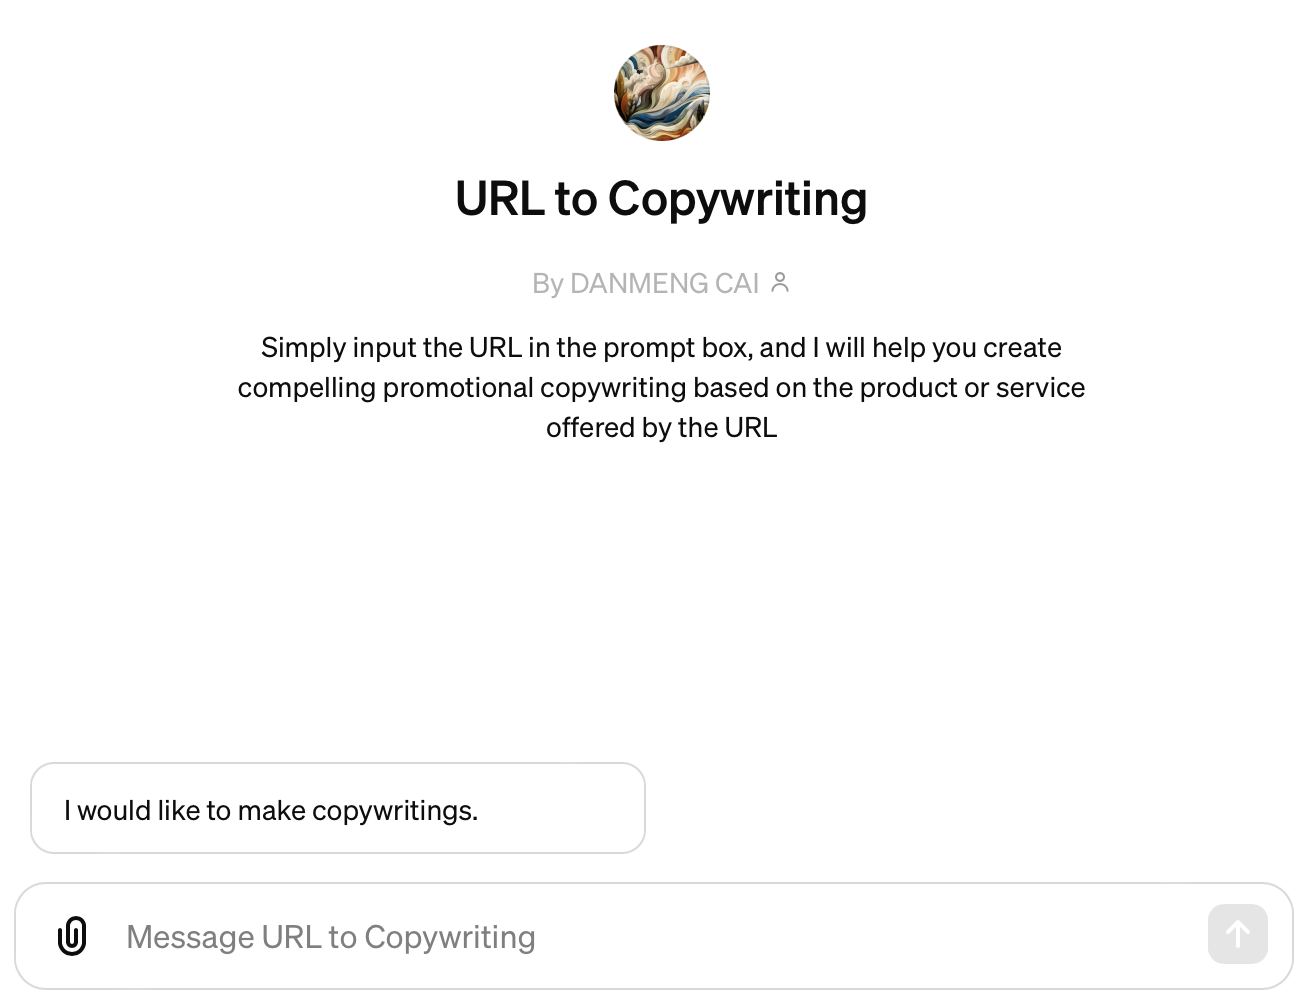 URL to Copywriting
By DANMENG CAI
Simply input the URL in the prompt box, and I will help you create
compelling promotional copywriting based on the product or service
offered by the URL
I would like to make copywritings.
Message URL to Copywriting